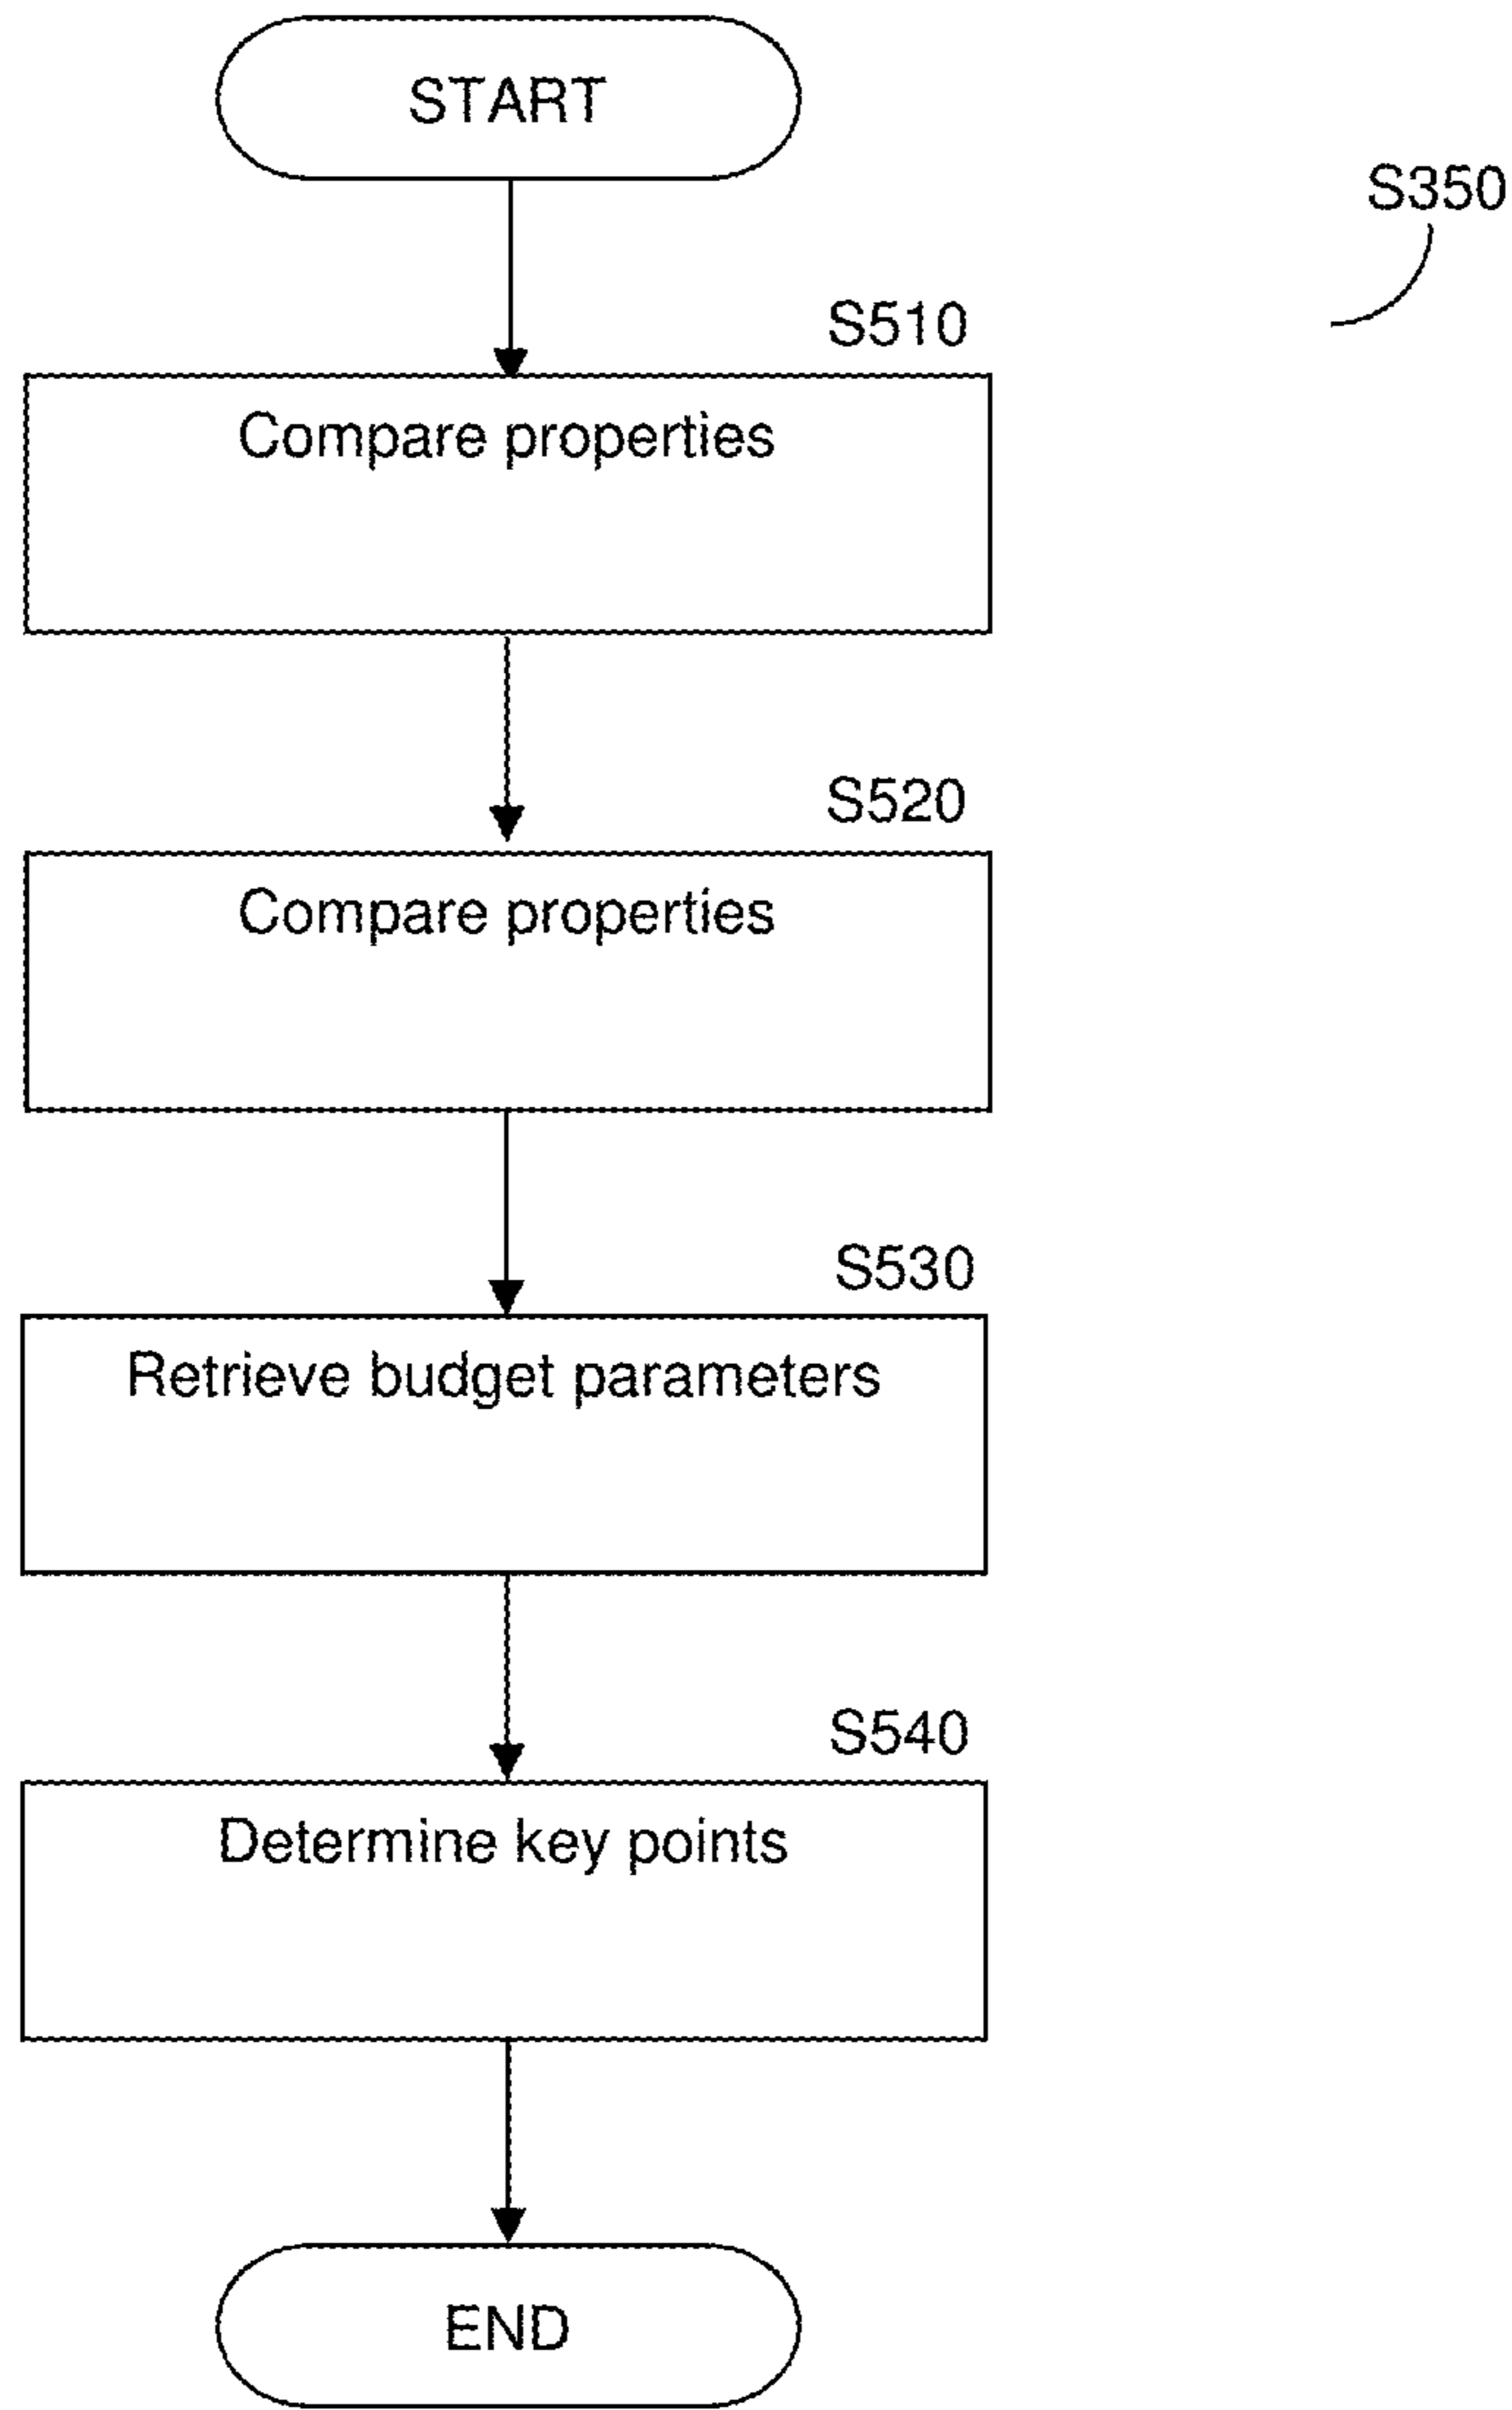 START
S350
S510
Compare properties
S520
Compare properties
S530
Retrieve budget parameters
S540
Determine key points
END